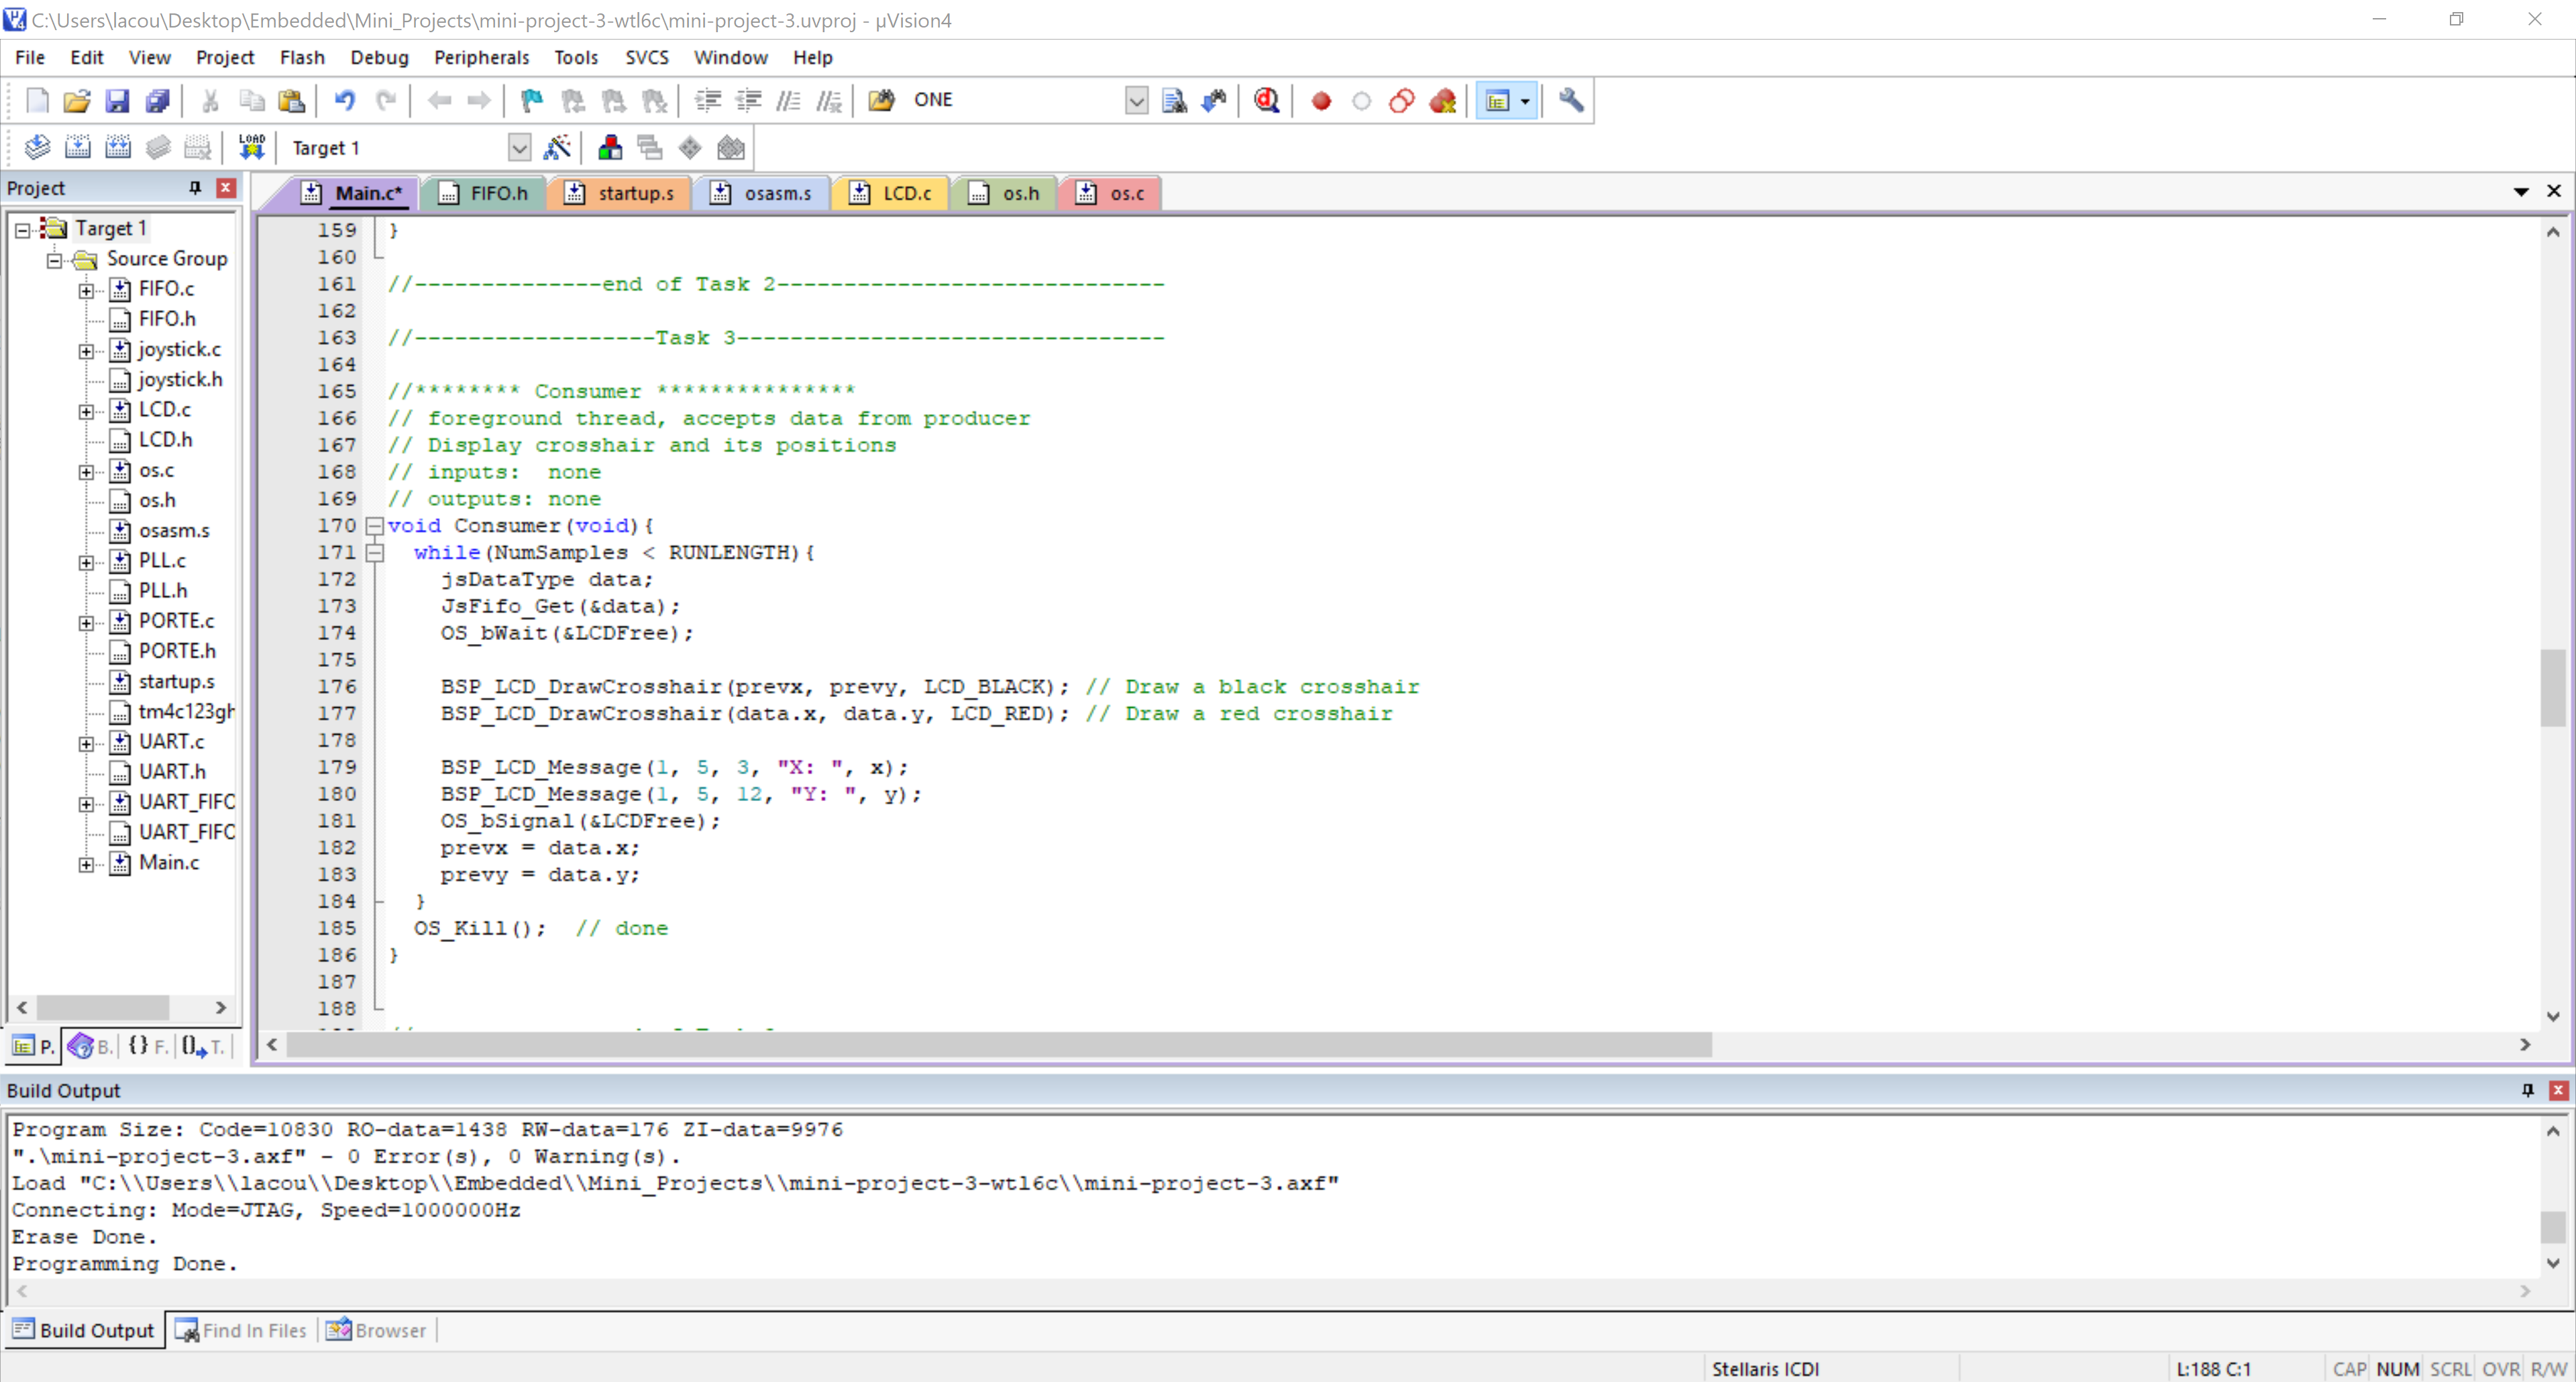 C:\Users\lacou\Desktop\Embedded\Mini_Projects\mini-project-3-wtl6c\mini-project-3.uvproj - µVision4
File Edit View Project Flash Debug Peripherals Tools SVCS Window Help
ONE
LOAD Target 1
Project
Main.c* FIFO.h startup.s osasm.s LCD.c os.h os.c
Target 1
Source Group
FIFO.c
FIFO.h
joystick.c
joystick.h
LCD.c
LCD.h
os.c
os.h
osasm.s
PLL.c
PLL.h
PORTE.c
PORTE.h
startup.s
tm4c123gh
UART.c
UART.h
UART_FIFO
UART_FIFO
Main.c
P. B. {} F. T.
159 }
160
161 //--------------end of Task 2-----------------------------
162
163 //------------------Task 3--------------------------------
164
165 //******** Consumer ***************
166 // foreground thread, accepts data from producer
167 // Display crosshair and its positions
168 // inputs:  none
169 // outputs: none
170 void Consumer(void){
171 while(NumSamples < RUNLENGTH){
172 jsDataType data;
173 JsFifo_Get(&data);
174 OS_bWait(&LCDFree);
175
176 BSP_LCD_DrawCrosshair(prevx, prevy, LCD_BLACK); // Draw a black crosshair
177 BSP_LCD_DrawCrosshair(data.x, data.y, LCD_RED); // Draw a red crosshair
178
179 BSP_LCD_Message(1, 5, 3, "X: ", x);
180 BSP_LCD_Message(1, 5, 12, "Y: ", y);
181 OS_bSignal(&LCDFree);
182 prevx = data.x;
183 prevy = data.y;
184 }
185 OS_Kill();  // done
186 }
187
188
Build Output
Program Size: Code=10830 RO-data=1438 RW-data=176 ZI-data=9976
".\mini-project-3.axf" - 0 Error(s), 0 Warning(s).
Load "C:\\Users\\lacou\\Desktop\\Embedded\\Mini_Projects\\mini-project-3-wtl6c\\mini-project-3.axf"
Connecting: Mode=JTAG, Speed=1000000Hz
Erase Done.
Programming Done.
Build Output Find In Files Browser
Stellaris ICDI L:188 C:1 CAP NUM SCRL OVR R/W